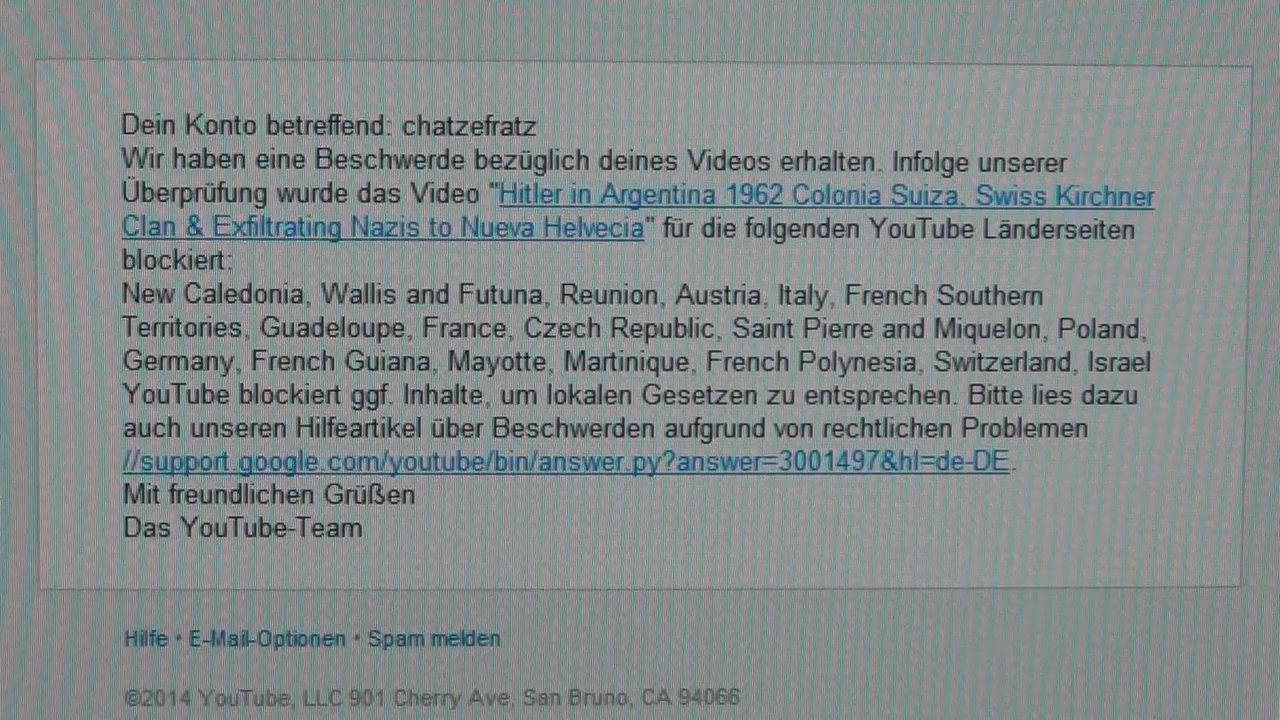 Dein Konto betreffend: chatzefratz
Wir haben eine Beschwerde bezüglich deines Videos erhalten. Infolge unserer
Überprüfung wurde das Video "Hitler in Argentina 1962 Colonia Suiza, Swiss Kirchner
Clan & Exfiltrating Nazis to Nueva Helvecia" für die folgenden YouTube Länderseiten
blockiert:
New Caledonia, Wallis and Futuna, Reunion, Austria, Italy, French Southern
Territories, Guadeloupe, France, Czech Republic, Saint Pierre and Miquelon, Poland,
Germany, French Guiana, Mayotte, Martinique, French Polynesia, Switzerland, Israel
YouTube blockiert ggf. Inhalte, um lokalen Gesetzen zu entsprechen. Bitte lies dazu
auch unseren Hilfeartikel über Beschwerden aufgrund von rechtlichen Problemen
//support.google.com/youtube/bin/answer.py?answer=3001497&hl=de-DE.
Mit freundlichen Grüßen
Das YouTube-Team
Hilfe • E-Mail-Optionen • Spam melden
©2014 YouTube, LLC 901 Cherry Ave, San Bruno, CA 94066